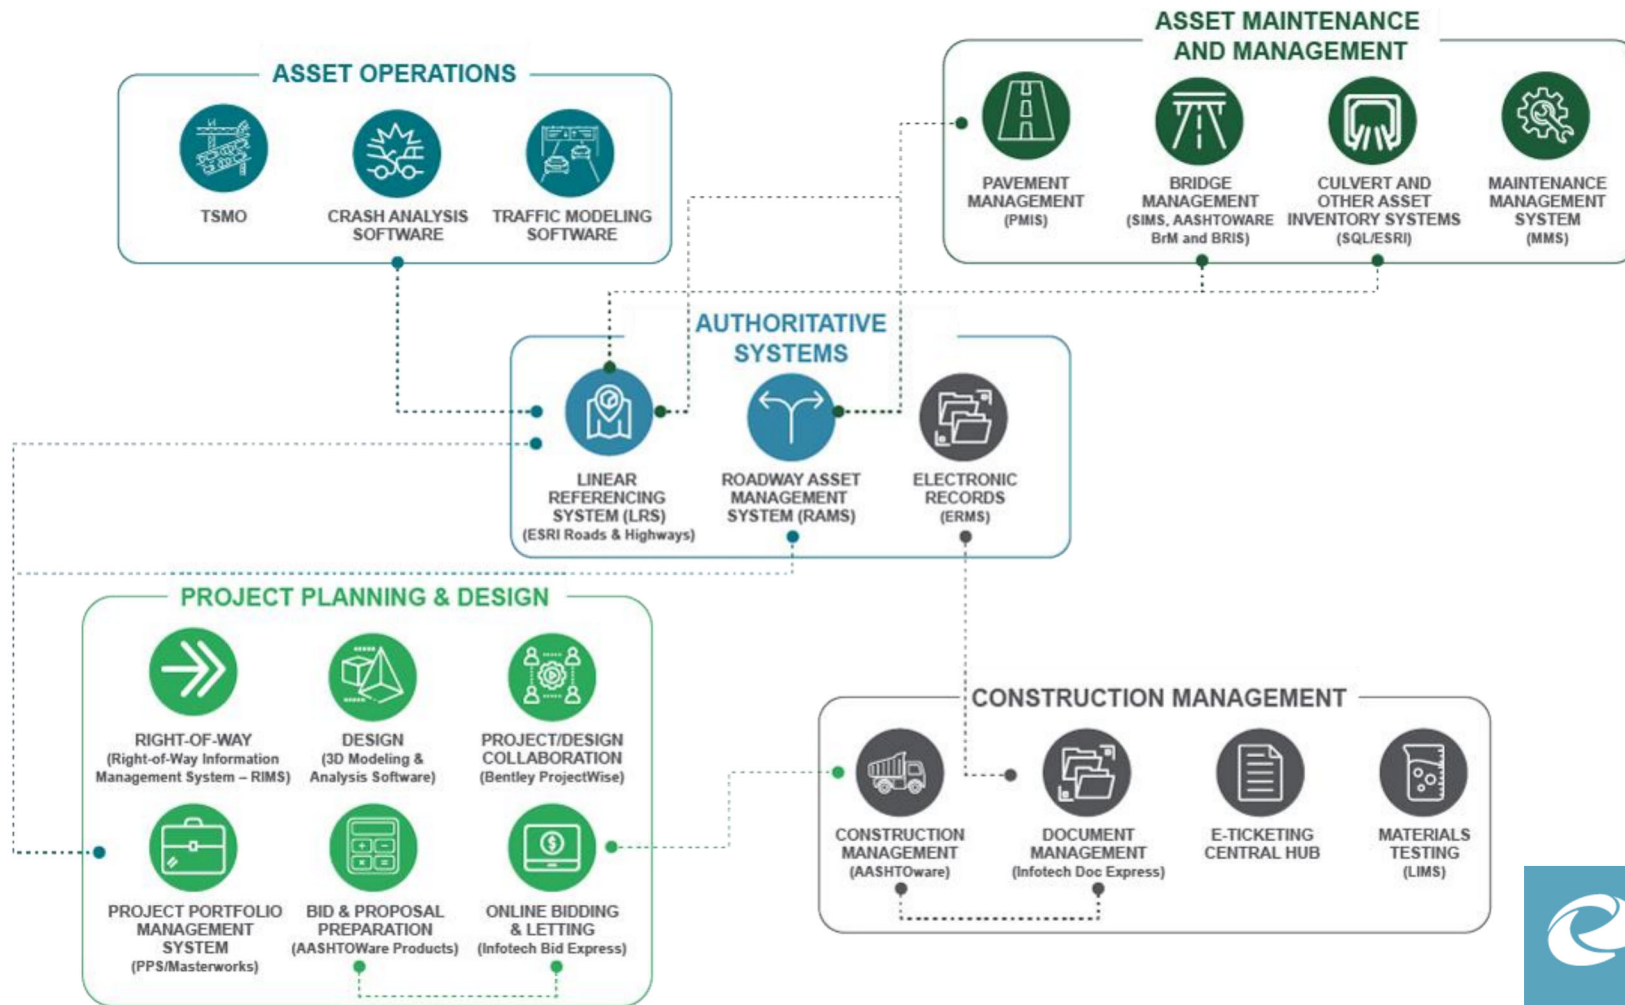 ASSET OPERATIONS
TSMO
CRASH ANALYSIS
SOFTWARE
TRAFFIC MODELING
SOFTWARE
ASSET MAINTENANCE
AND MANAGEMENT
PAVEMENT
MANAGEMENT
(PMIS)
BRIDGE
MANAGEMENT
(SIMS, AASHTOWARE
BrM and BRIS)
CULVERT AND
OTHER ASSET
INVENTORY SYSTEMS
(SQL/ESRI)
MAINTENANCE
MANAGEMENT
SYSTEM
(MMS)
AUTHORITATIVE
SYSTEMS
LINEAR
REFERENCING
SYSTEM (LRS)
(ESRI Roads & Highways)
ROADWAY ASSET
MANAGEMENT
SYSTEM (RAMS)
ELECTRONIC
RECORDS
(ERMS)
PROJECT PLANNING & DESIGN
RIGHT-OF-WAY
(Right-of-Way Information
Management System – RIMS)
DESIGN
(3D Modeling &
Analysis Software)
PROJECT/DESIGN
COLLABORATION
(Bentley ProjectWise)
PROJECT PORTFOLIO
MANAGEMENT
SYSTEM
(PPS/Masterworks)
BID & PROPOSAL
PREPARATION
(AASHTOWare Products)
ONLINE BIDDING
& LETTING
(Infotech Bid Express)
CONSTRUCTION MANAGEMENT
CONSTRUCTION
MANAGEMENT
(AASHTOware)
DOCUMENT
MANAGEMENT
(Infotech Doc Express)
E-TICKETING
CENTRAL HUB
MATERIALS
TESTING
(LIMS)